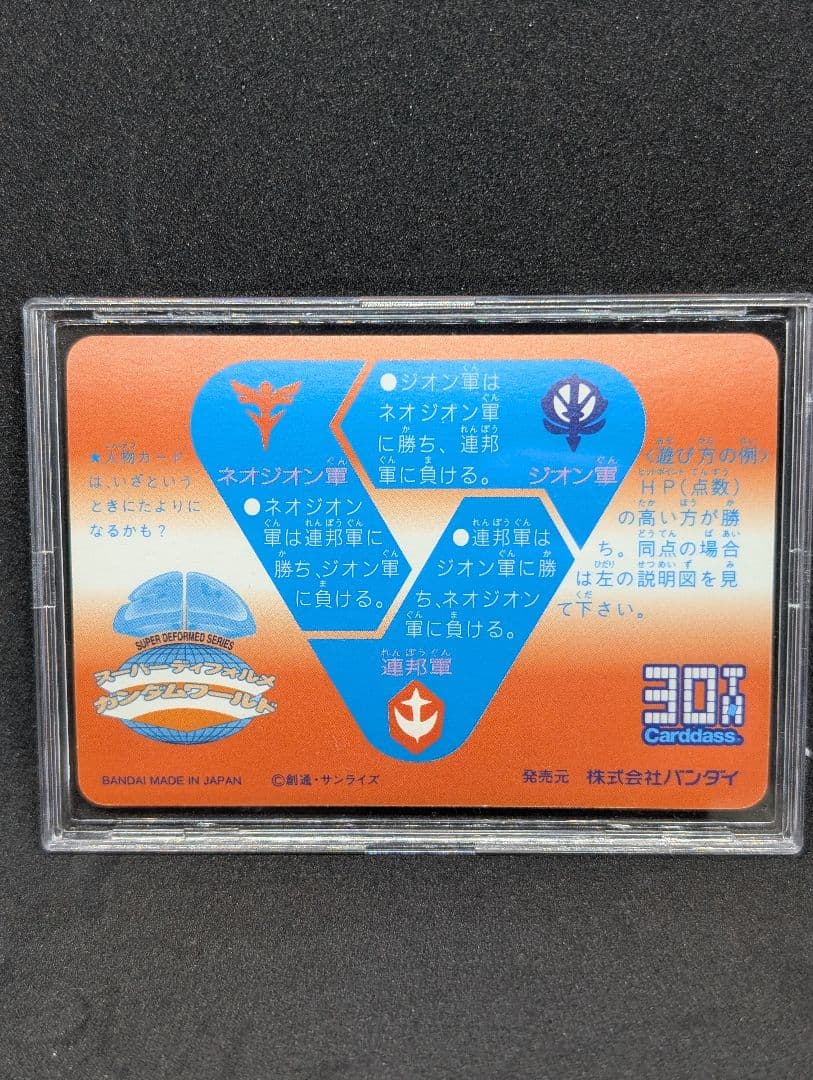 ●ジオン軍は
ネオジオン軍
に勝ち、連邦
軍に負ける。
ジオン軍
ネオジオン軍
●ネオジオン
軍は連邦軍に
勝ち、ジオン軍
に負ける。
●連邦軍は
ジオン軍に勝
ち、ネオジオン
軍に負ける。
連邦軍
★人物カード
は、いざという
ときにたよりに
なるかも?
〈遊び方の例〉
HP(点数)
の高い方が勝
ち。同点の場合
は左の説明図を見
て下さい。
SUPER DEFORMED SERIES
スーパーディフォルメ
ガンダムワールド
30TH
Carddass
BANDAI MADE IN JAPAN ©創通・サンライズ
発売元 株式会社バンダイ